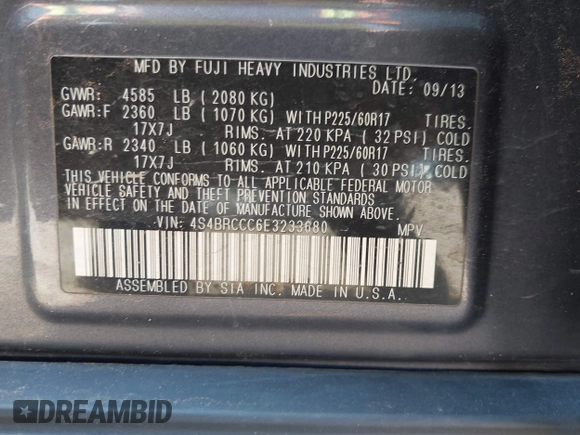 MFD BY FUJI HEAVY INDUSTRIES LTD.
DATE: 09/13
GVWR: 4585 LB ( 2080 KG)
GAWR:F 2360 LB ( 1070 KG) WITH P225/60R17 TIRES,
17X7J RIMS, AT 220 KPA ( 32 PSI) COLD
GAWR:R 2340 LB ( 1060 KG) WITH P225/60R17 TIRES,
17X7J RIMS, AT 210 KPA ( 30 PSI) COLD
THIS VEHICLE CONFORMS TO ALL APPLICABLE FEDERAL MOTOR
VEHICLE SAFETY AND THEFT PREVENTION STANDARDS
IN EFFECT ON THE DATE OF MANUFACTURE SHOWN ABOVE.
VIN: 4S4BRCCC6E3233680 MPV
ASSEMBLED BY SIA INC. MADE IN U.S.A.
DREAMBID